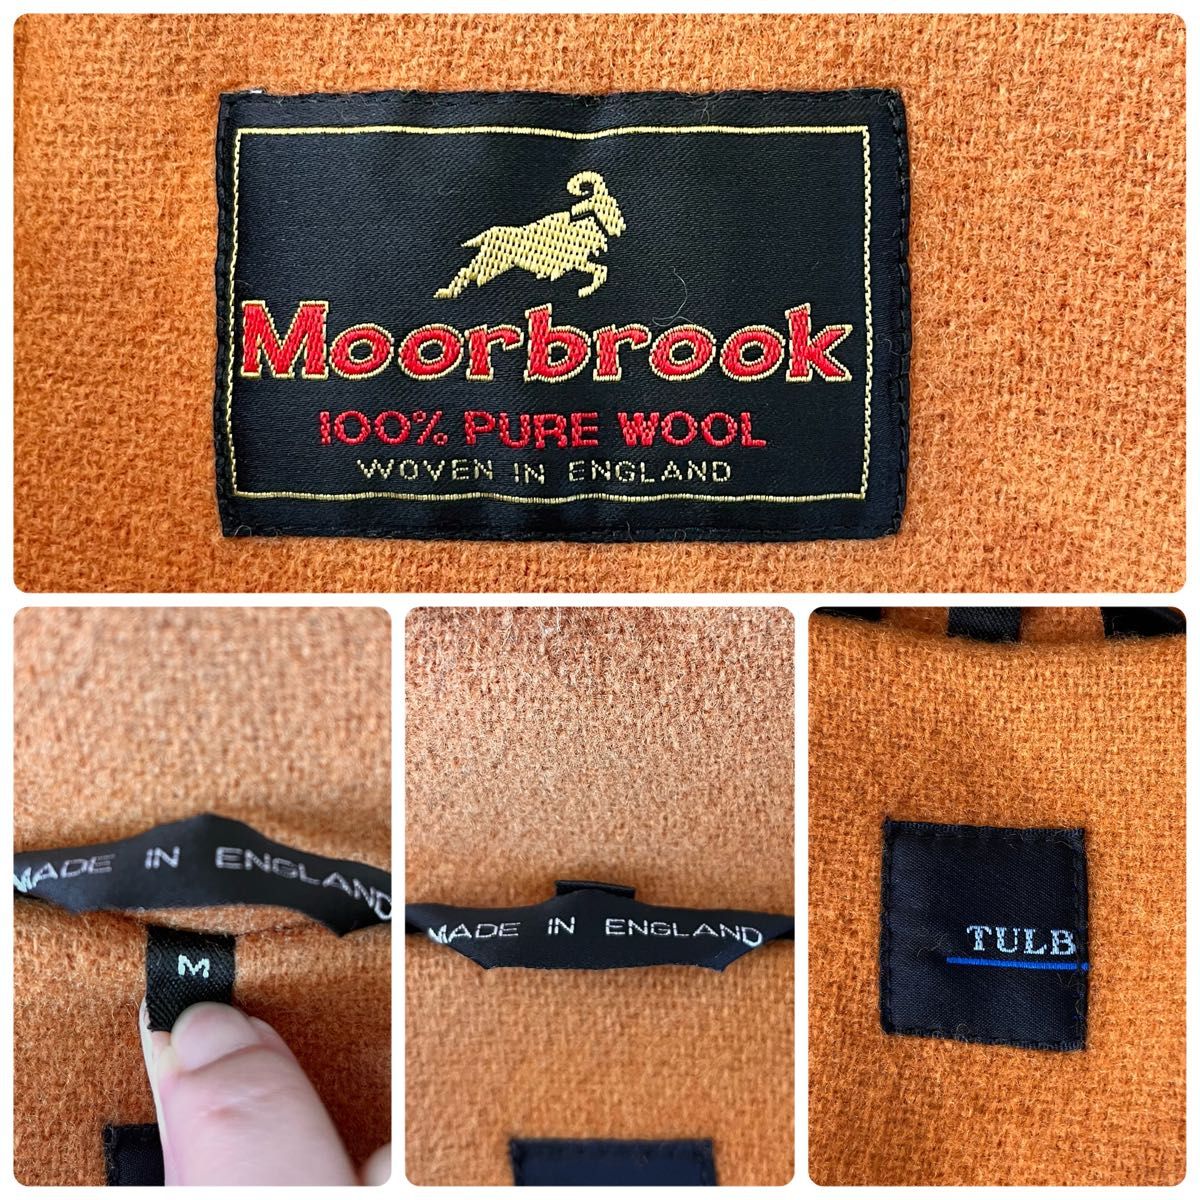 Moorbrook
100% PURE WOOL
WOVEN IN ENGLAND
MADE IN ENGLAND
M
MADE IN ENGLAND
TULB